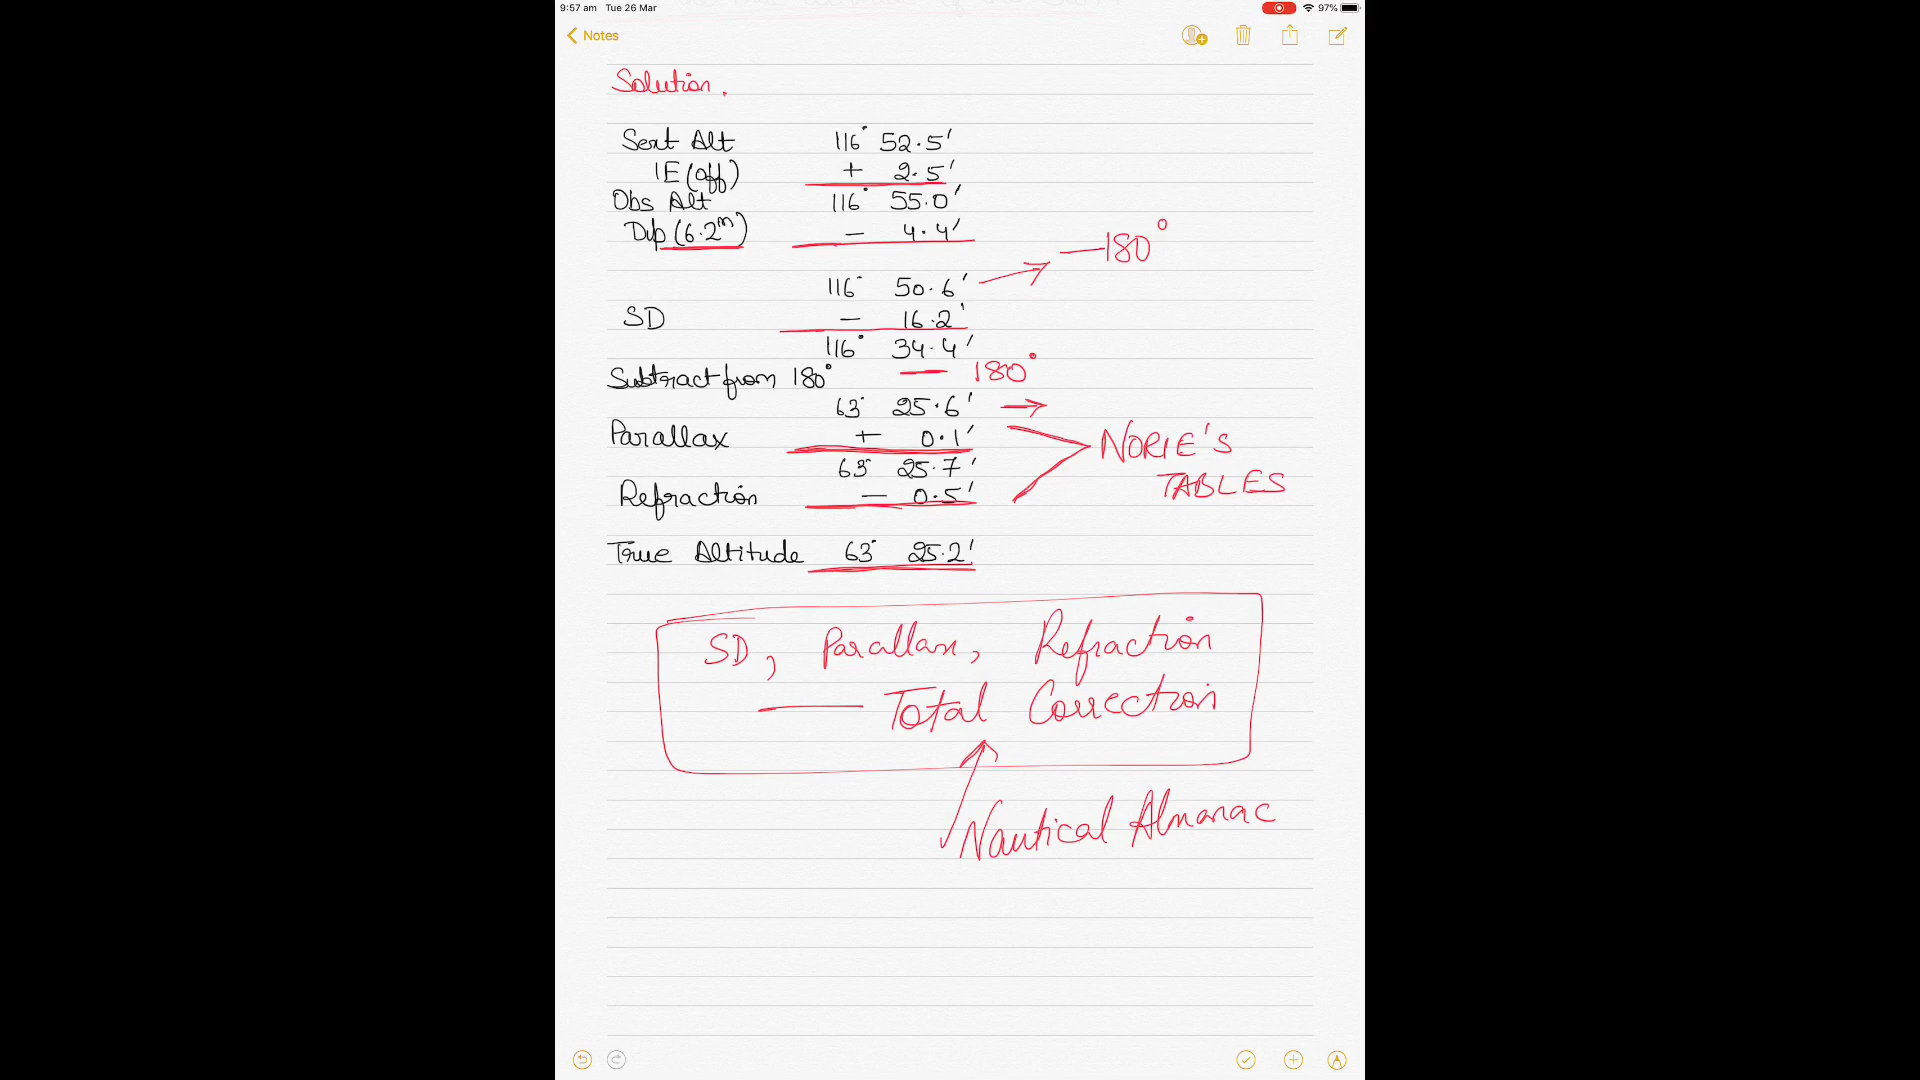 9:57 am Tue 26 Mar 97%
Notes
Solution.
Sext Alt 116° 52.5'
IE (off) + 2.5'
Obs Alt 116° 55.0'
Dip (6.2m) - 4.4'
—180°
116° 50.6'
SD - 16.2'
116° 34.4'
Subtract from 180° — 180°
63° 25.6'
Parallax + 0.1'
NORIE'S
63° 25.7'
TABLES
Refraction - 0.5'
True Altitude 63° 25.2'
SD, Parallax, Refraction
— Total Correction
Nautical Almanac